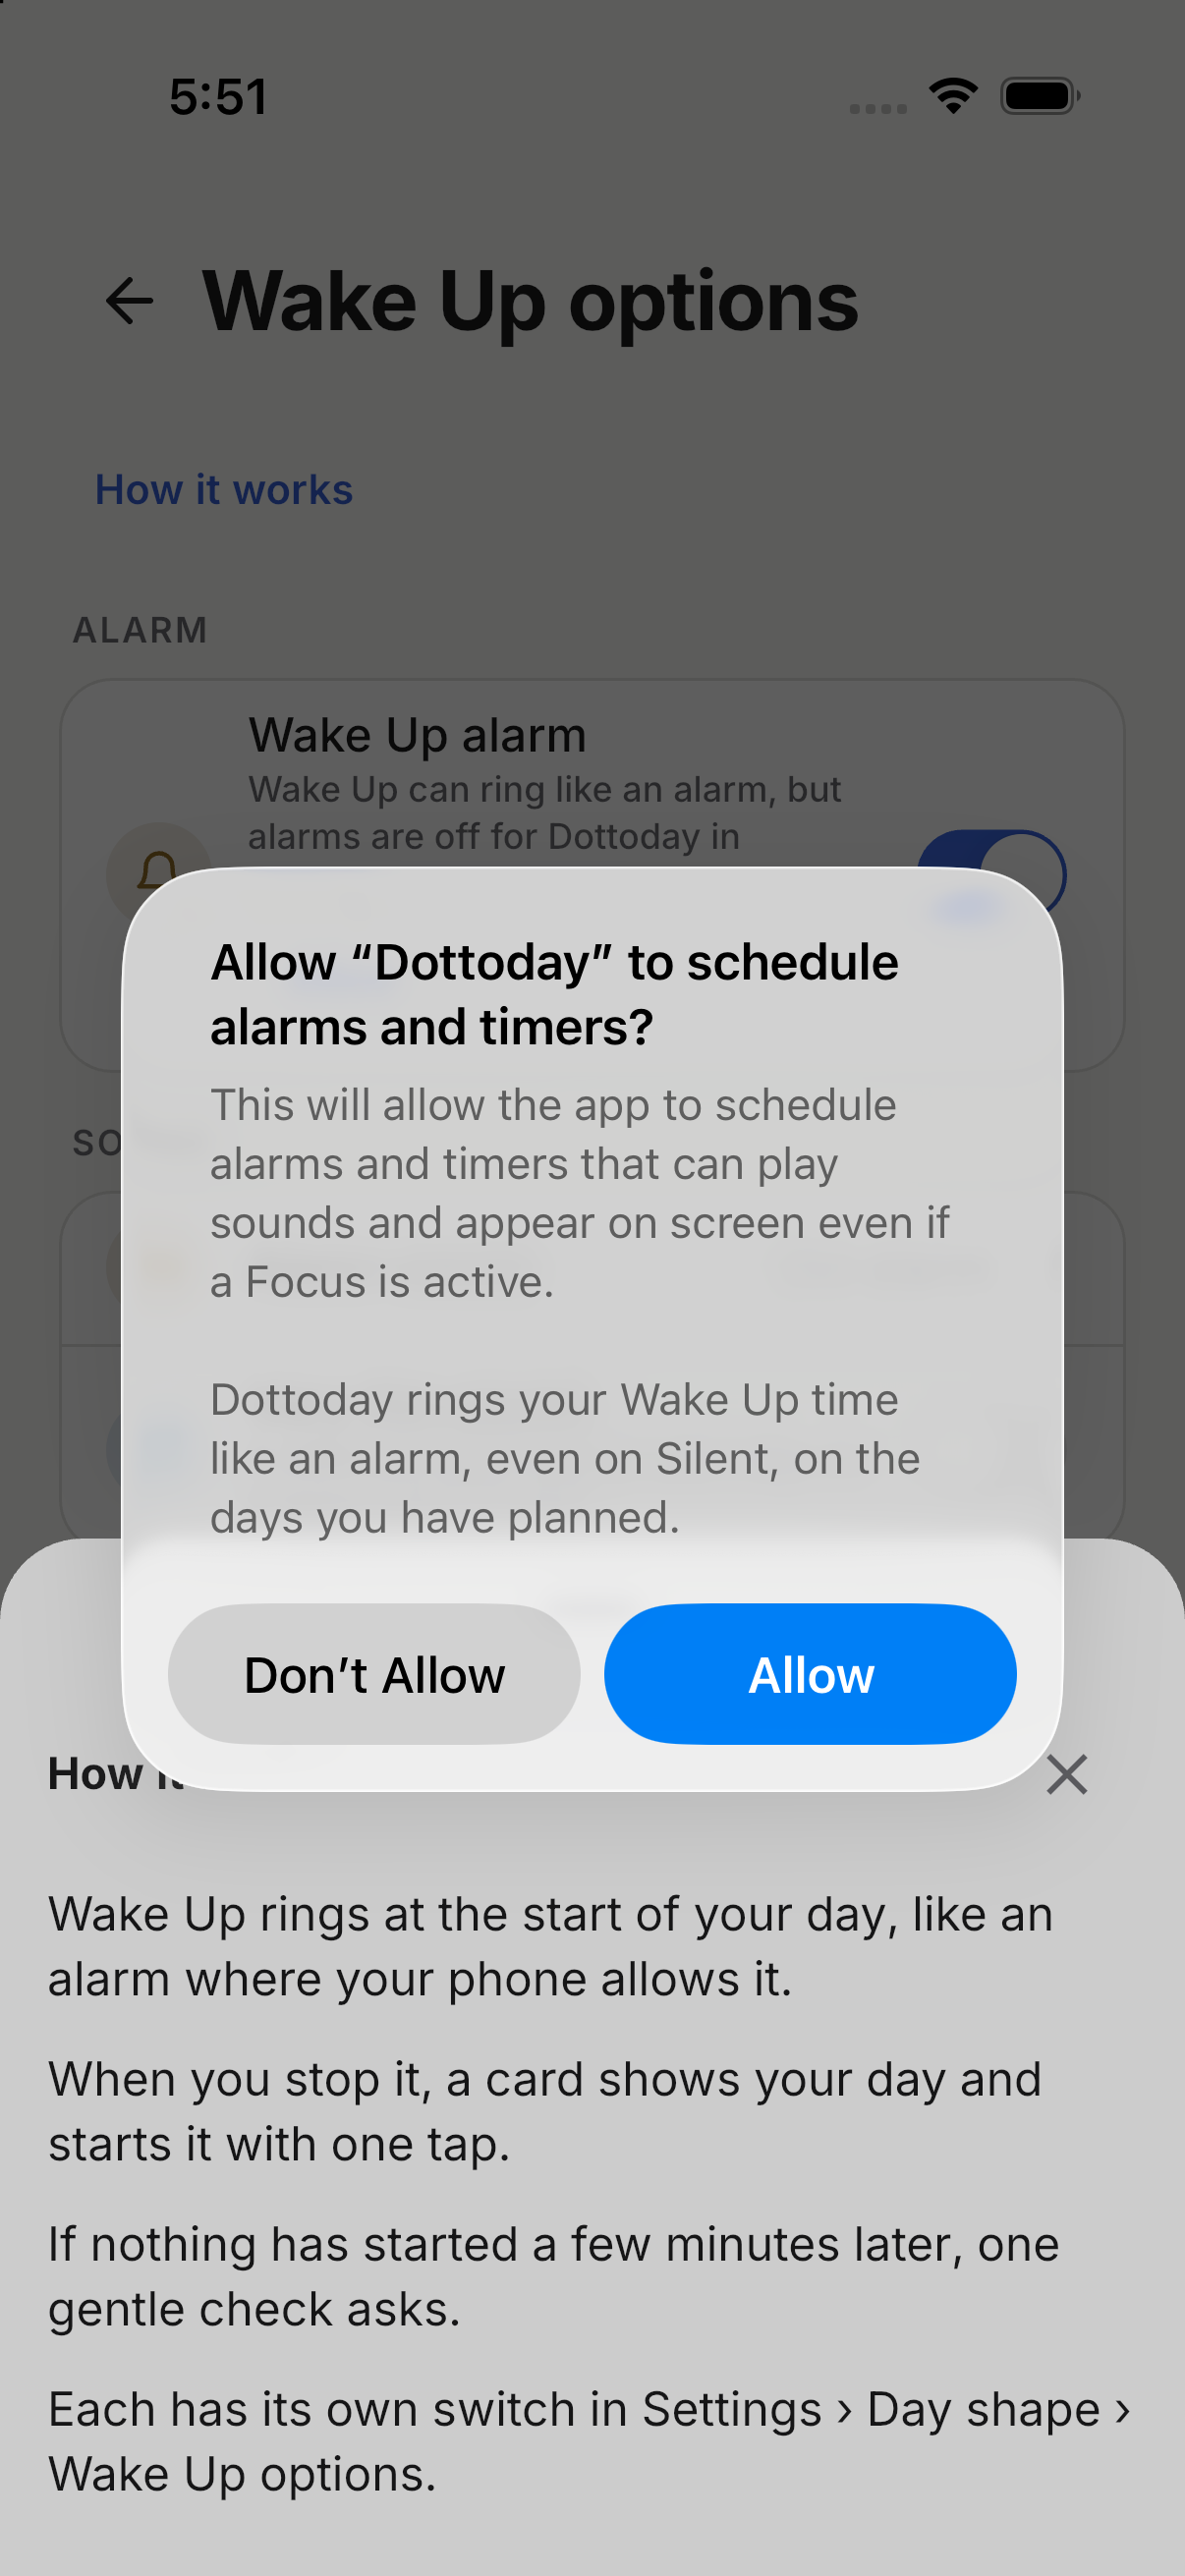 5:51
Wake Up options
How it works
ALARM
Wake Up alarm
Wake Up can ring like an alarm, but
alarms are off for Dottoday in
Allow “Dottoday” to schedule
alarms and timers?
This will allow the app to schedule
alarms and timers that can play
sounds and appear on screen even if
a Focus is active.
Dottoday rings your Wake Up time
like an alarm, even on Silent, on the
days you have planned.
Don’t Allow
Allow
How it
Wake Up rings at the start of your day, like an
alarm where your phone allows it.
When you stop it, a card shows your day and
starts it with one tap.
If nothing has started a few minutes later, one
gentle check asks.
Each has its own switch in Settings › Day shape ›
Wake Up options.